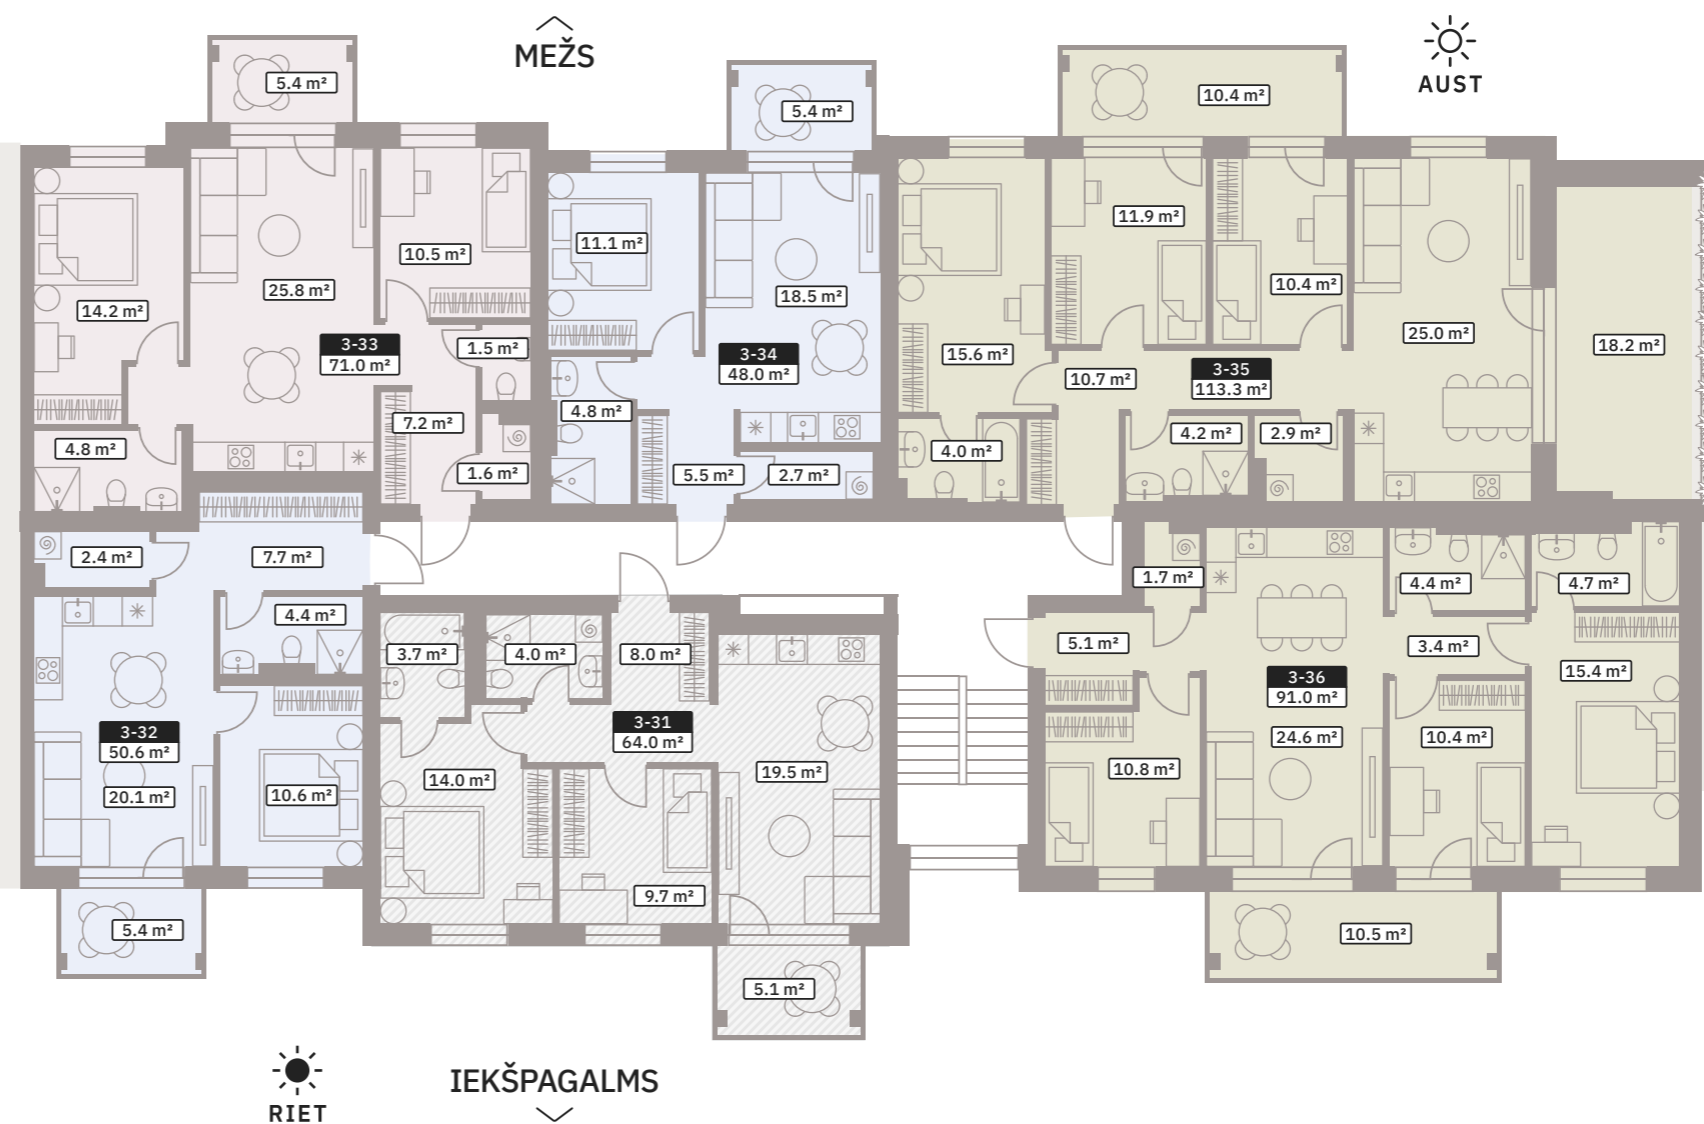 MEŽS
AUST
5.4 m²
5.4 m²
10.4 m²
14.2 m²
25.8 m²
10.5 m²
3-33
71.0 m²
1.5 m²
7.2 m²
1.6 m²
4.8 m²
11.1 m²
18.5 m²
3-34
48.0 m²
4.8 m²
5.5 m²
2.7 m²
15.6 m²
11.9 m²
10.4 m²
25.0 m²
18.2 m²
10.7 m²
3-35
113.3 m²
4.0 m²
4.2 m²
2.9 m²
2.4 m²
7.7 m²
4.4 m²
3-32
50.6 m²
20.1 m²
10.6 m²
5.4 m²
3.7 m²
4.0 m²
8.0 m²
3-31
64.0 m²
14.0 m²
19.5 m²
9.7 m²
5.1 m²
1.7 m²
5.1 m²
4.4 m²
4.7 m²
3.4 m²
15.4 m²
3-36
91.0 m²
24.6 m²
10.4 m²
10.8 m²
10.5 m²
RIET
IEKŠPAGALMS